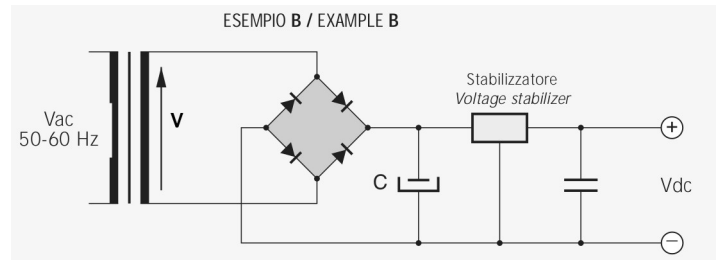 ESEMPIO B / EXAMPLE B
Stabilizzatore
Voltage stabilizer
Vac
50-60 Hz
V
+
C
Vdc
−